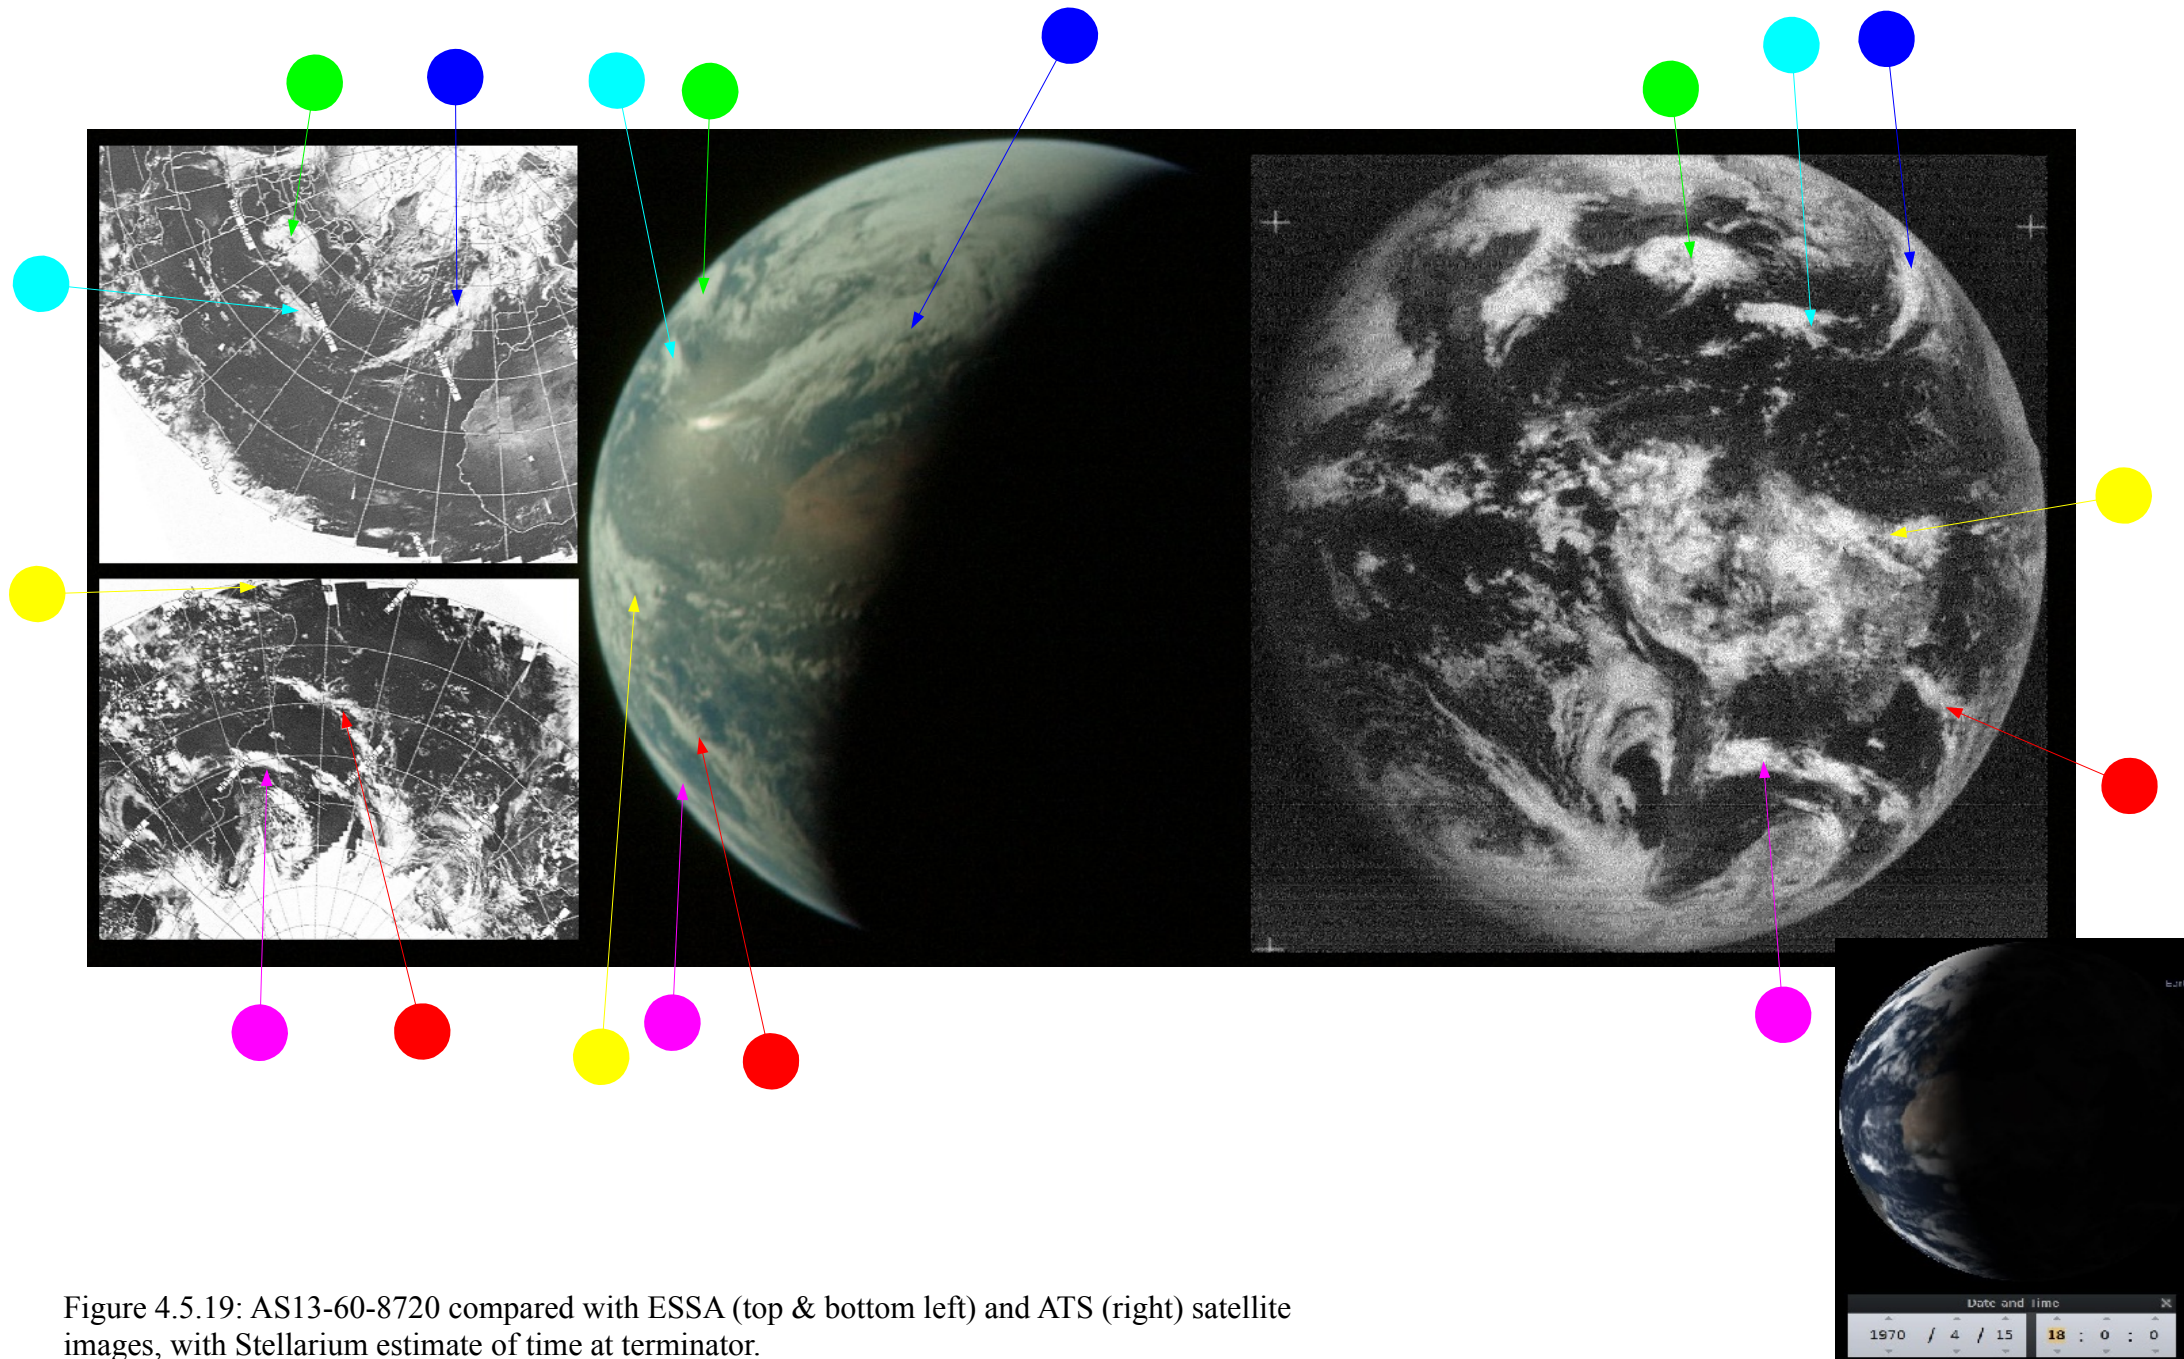 Date and Time
1970 / 4 / 15 18 : 0 : 0
Figure 4.5.19: AS13-60-8720 compared with ESSA (top & bottom left) and ATS (right) satellite
images, with Stellarium estimate of time at terminator.